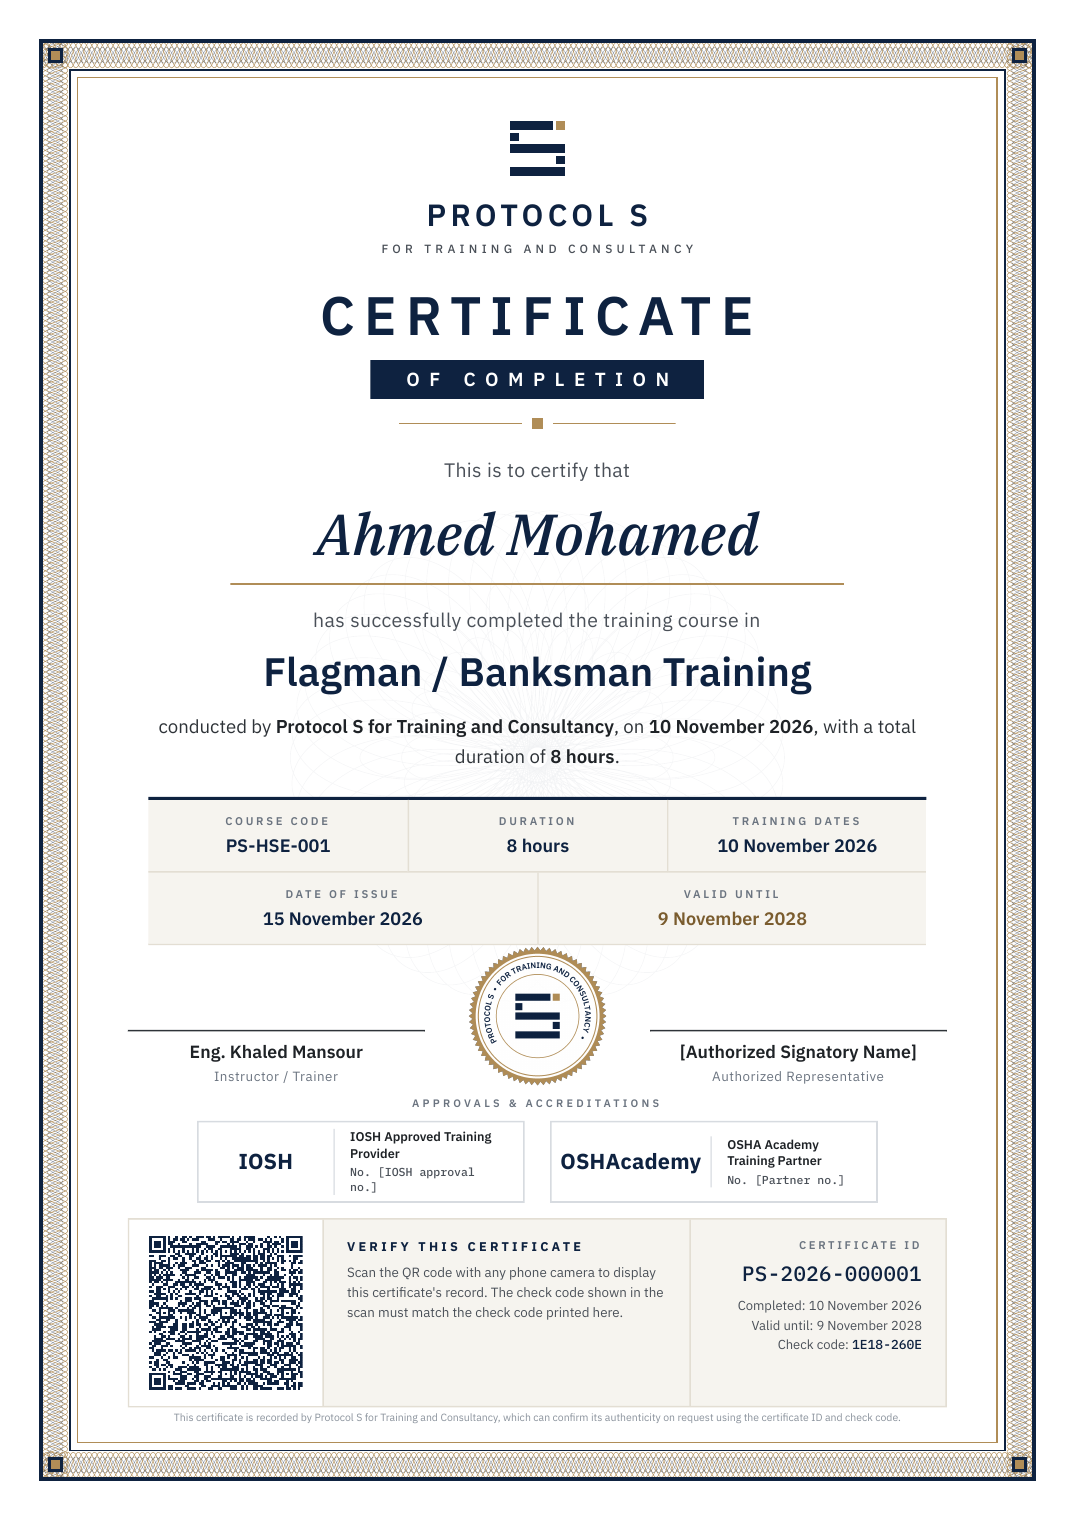 PROTOCOL S
FOR TRAINING AND CONSULTANCY
CERTIFICATE
OF COMPLETION
This is to certify that
Ahmed Mohamed
has successfully completed the training course in
Flagman / Banksman Training
conducted by Protocol S for Training and Consultancy, on 10 November 2026, with a total
duration of 8 hours.
COURSE CODE
PS-HSE-001
DURATION
8 hours
TRAINING DATES
10 November 2026
DATE OF ISSUE
15 November 2026
VALID UNTIL
9 November 2028
PROTOCOL S • FOR TRAINING AND CONSULTANCY •
Eng. Khaled Mansour
Instructor / Trainer
[Authorized Signatory Name]
Authorized Representative
APPROVALS & ACCREDITATIONS
IOSH
IOSH Approved Training
Provider
No. [IOSH approval
no.]
OSHAcademy
OSHA Academy
Training Partner
No. [Partner no.]
VERIFY THIS CERTIFICATE
Scan the QR code with any phone camera to display
this certificate's record. The check code shown in the
scan must match the check code printed here.
CERTIFICATE ID
PS-2026-000001
Completed: 10 November 2026
Valid until: 9 November 2028
Check code: 1E18-260E
This certificate is recorded by Protocol S for Training and Consultancy, which can confirm its authenticity on request using the certificate ID and check code.